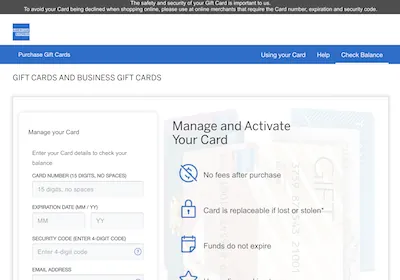 The safety and security of your Gift Card is important to us.
To avoid your Card being declined when shopping online, please use at online merchants that require the Card number, expiration and security code.
Purchase Gift Cards
Using your Card
Help
Check Balance
GIFT CARDS AND BUSINESS GIFT CARDS
Manage your Card
Enter your Card details to check your
balance
CARD NUMBER (15 DIGITS, NO SPACES)
15 digits, no spaces
EXPIRATION DATE (MM / YY)
MM
YY
SECURITY CODE (ENTER 4-DIGIT CODE)
Enter 4-digit code
?
EMAIL ADDRESS
Manage and Activate
Your Card
No fees after purchase
Card is replaceable if lost or stolen*
Funds do not expire
GIFT